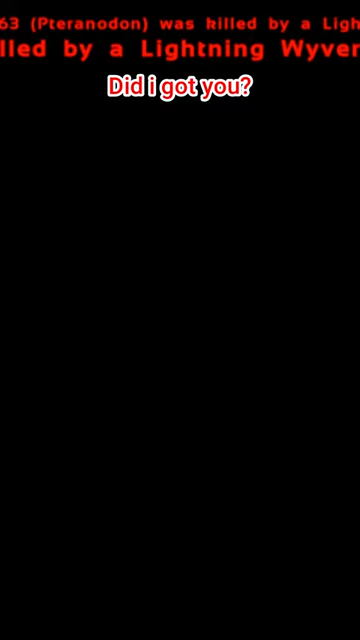 63 (Pteranodon) was killed by a Ligh
lled by a Lightning Wyver
Did i got you?